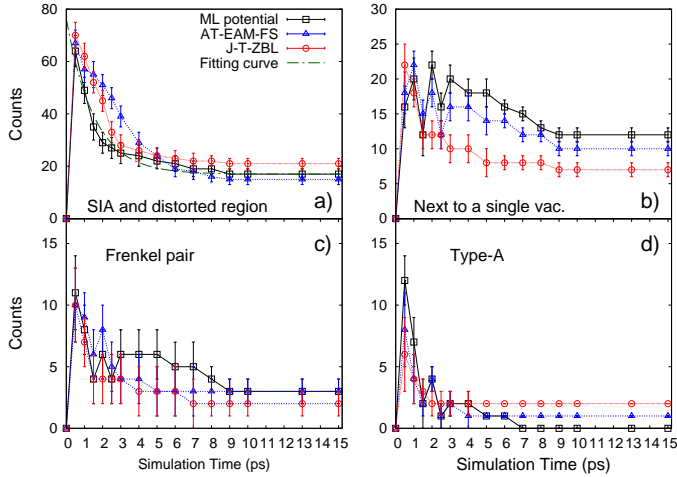 ML potential
AT-EAM-FS
J-T-ZBL
Fitting curve
Counts
80
60
40
20
0
SIA and distorted region
a)
30
25
20
15
10
5
0
Next to a single vac.
b)
Counts
15
10
5
0
Frenkel pair
c)
0 1 2 3 4 5 6 7 8 9 10 11 12 13 14 15
Simulation Time (ps)
15
10
5
0
Type-A
d)
0 1 2 3 4 5 6 7 8 9 10 11 12 13 14 15
Simulation Time (ps)